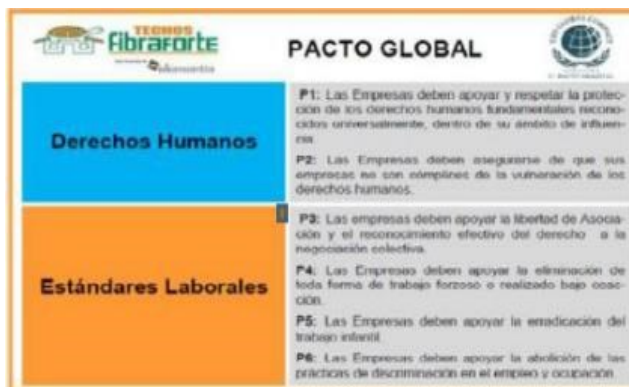 TECHOS
Fibraforte
PACTO GLOBAL
Derechos Humanos
P1: Las Empresas deben apoyar y respetar la protec-
ción de los derechos humanos fundamentales recono-
cidos universalmente, dentro de su ámbito de influen-
cia.
P2: Las Empresas deben asegurarse de que sus
empresas no son cómplices de la vulneración de los
derechos humanos.
Estándares Laborales
P3: Las empresas deben apoyar la libertad de Asocia-
ción y el reconocimiento efectivo del derecho a la
negociación colectiva.
P4: Las Empresas deben apoyar la eliminación de
toda forma de trabajo forzoso o realizado bajo coac-
ción.
P5: Las Empresas deben apoyar la erradicación del
trabajo infantil.
P6: Las Empresas deben apoyar la abolición de las
prácticas de discriminación en el empleo y ocupación.